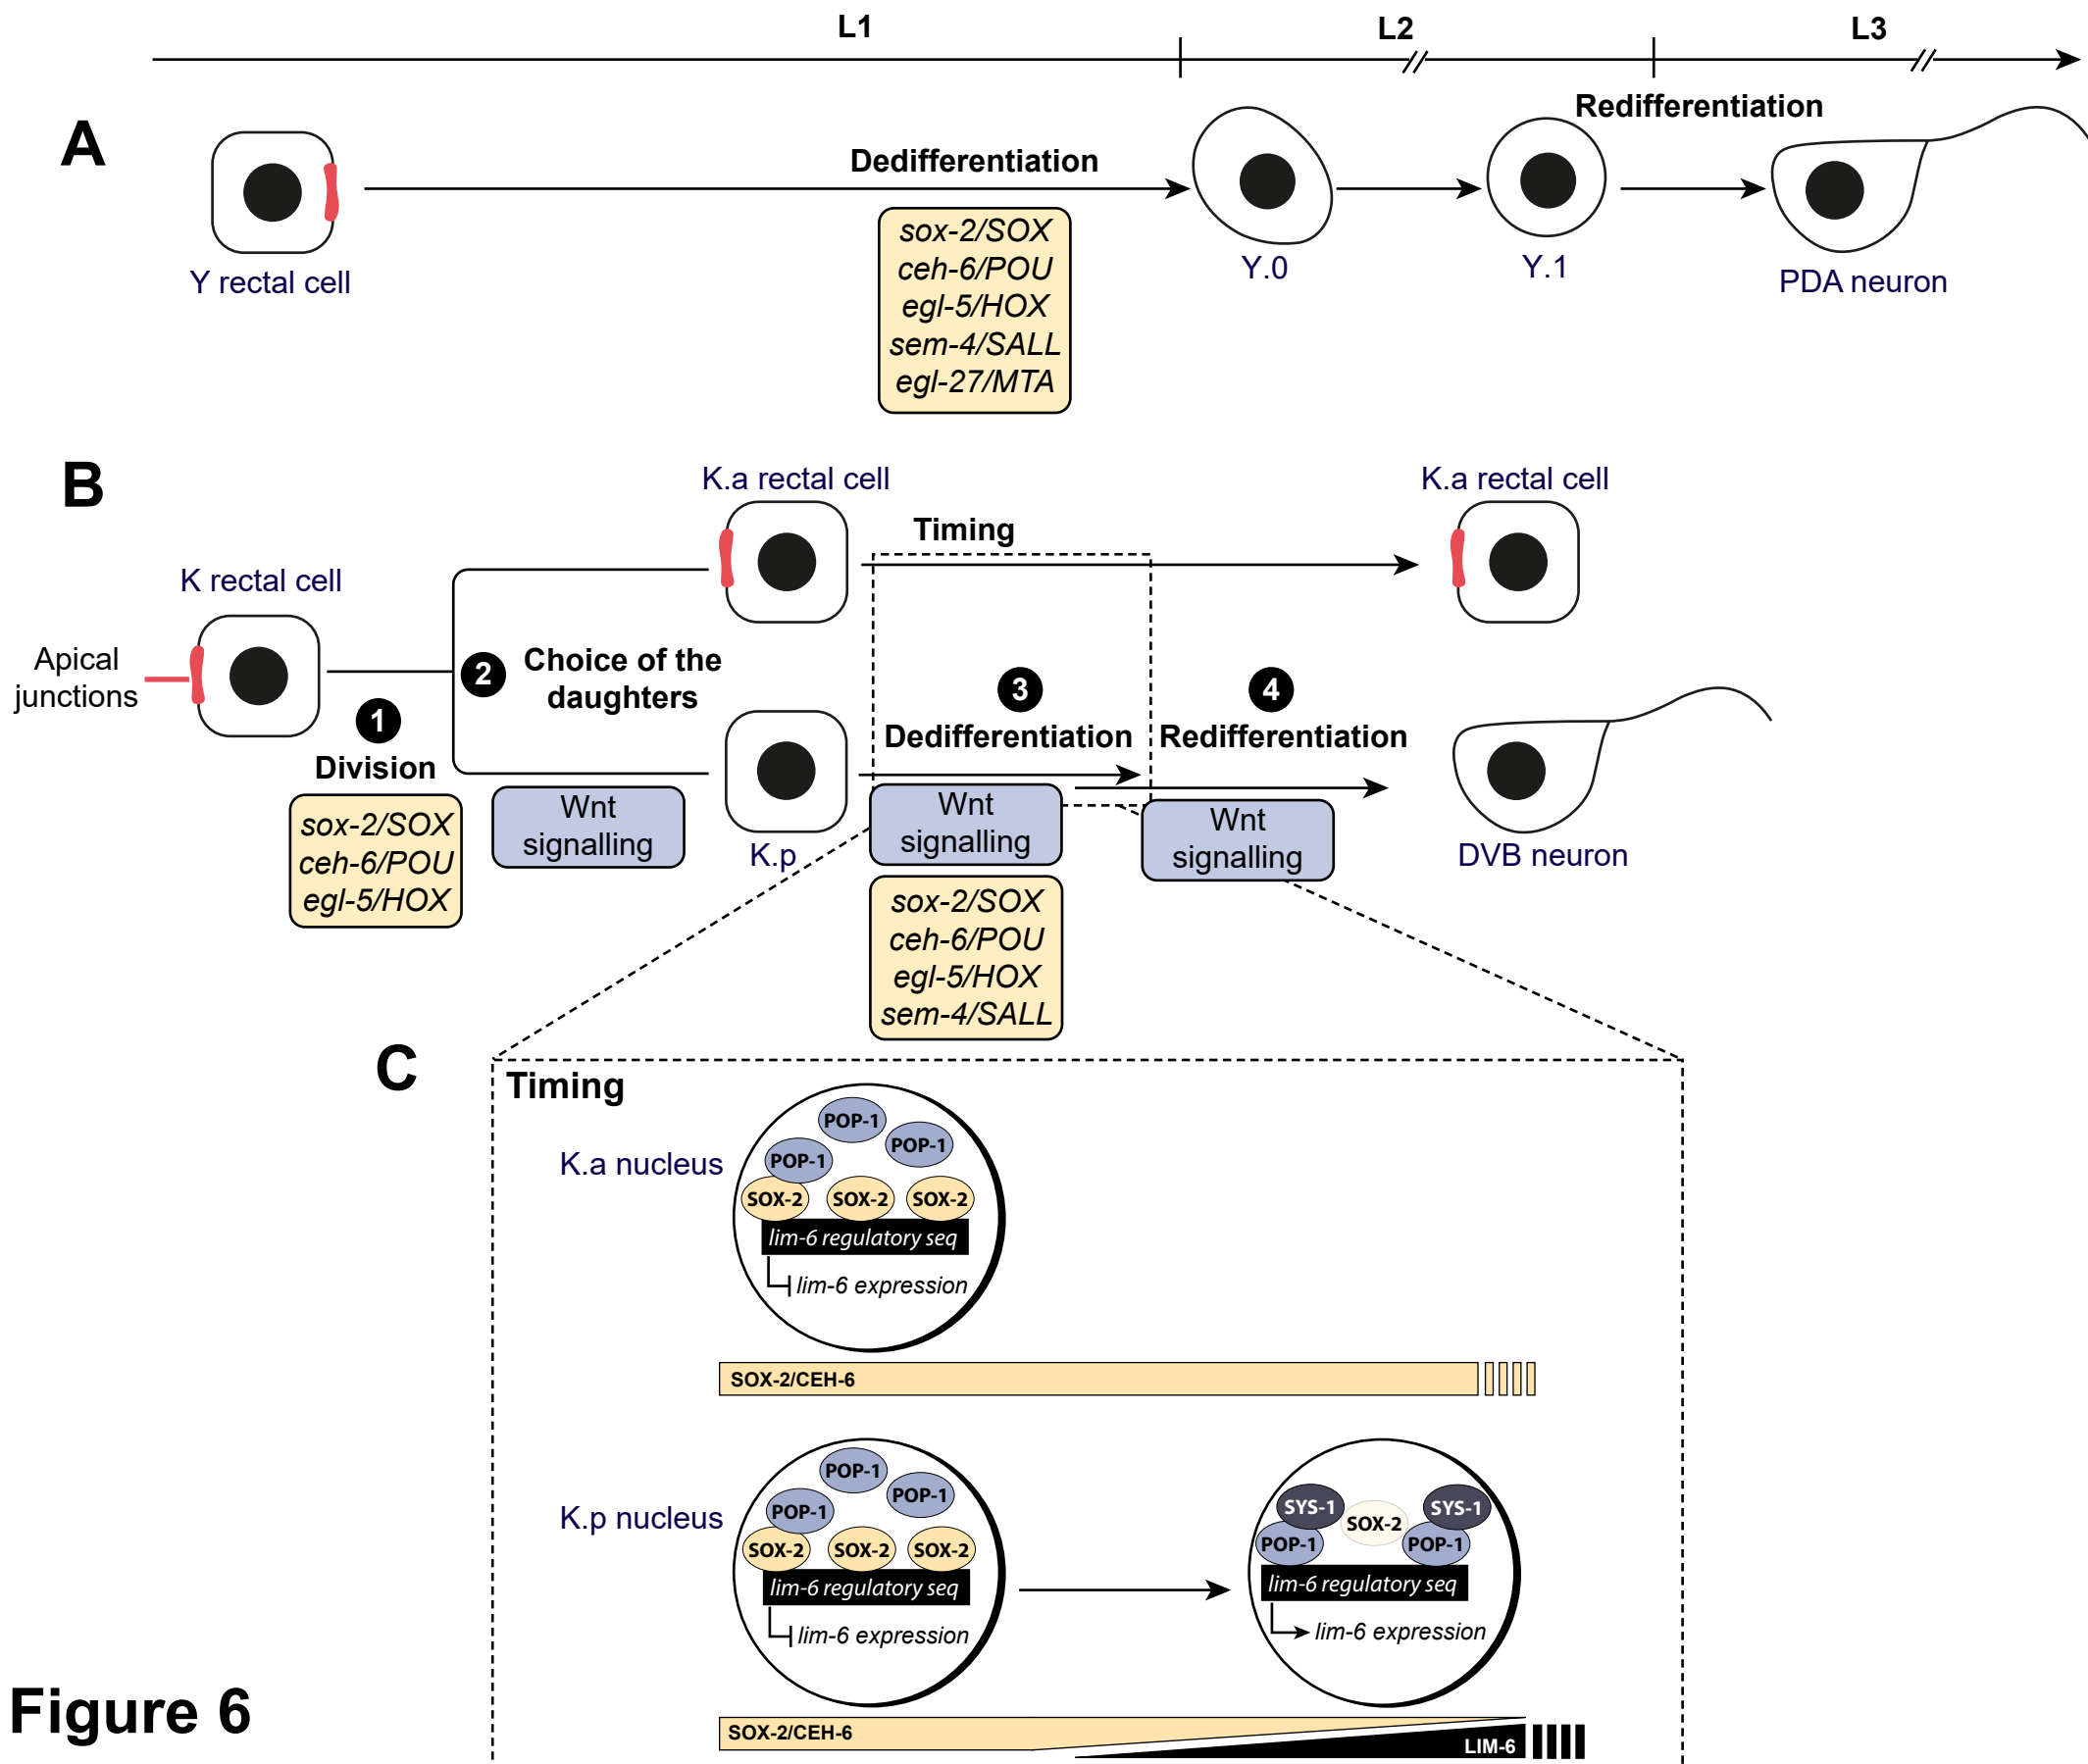 L1
L2
L3
A
Redifferentiation
Dedifferentiation
sox-2/SOX
ceh-6/POU
egl-5/HOX
sem-4/SALL
egl-27/MTA
Y rectal cell
Y.0
Y.1
PDA neuron
B
K.a rectal cell
K.a rectal cell
Timing
K rectal cell
Apical
junctions
2
Choice of the
daughters
1
Division
sox-2/SOX
ceh-6/POU
egl-5/HOX
Wnt
signalling
K.p
3
Dedifferentiation
4
Redifferentiation
Wnt
signalling
Wnt
signalling
sox-2/SOX
ceh-6/POU
egl-5/HOX
sem-4/SALL
DVB neuron
C
Timing
K.a nucleus
POP-1
POP-1
POP-1
SOX-2
SOX-2
SOX-2
lim-6 regulatory seq
lim-6 expression
SOX-2/CEH-6
K.p nucleus
POP-1
POP-1
POP-1
SOX-2
SOX-2
SOX-2
lim-6 regulatory seq
lim-6 expression
SYS-1
SOX-2
SYS-1
POP-1
POP-1
lim-6 regulatory seq
lim-6 expression
SOX-2/CEH-6
LIM-6
Figure 6